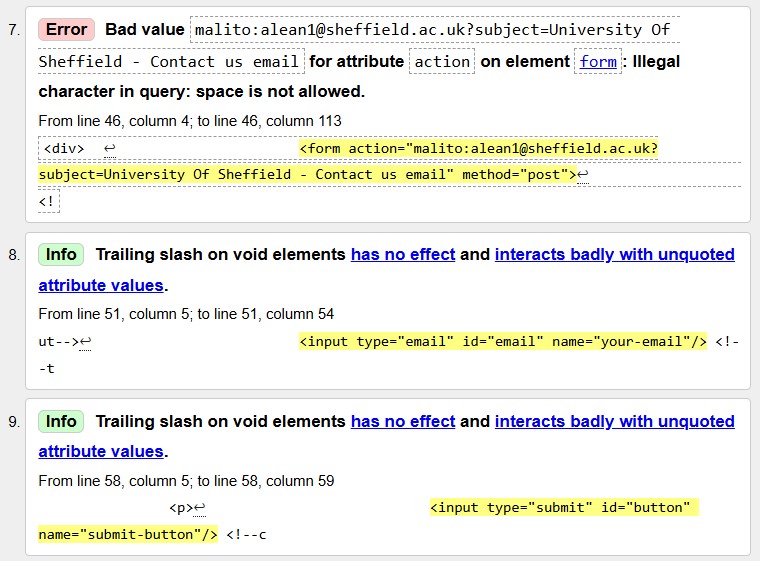 7. Error Bad value malito:alean1@sheffield.ac.uk?subject=University Of
Sheffield - Contact us email for attribute action on element form: Illegal
character in query: space is not allowed.
From line 46, column 4; to line 46, column 113
<div> ↩ <form action="malito:alean1@sheffield.ac.uk?
subject=University Of Sheffield - Contact us email" method="post">↩
<!
8. Info Trailing slash on void elements has no effect and interacts badly with unquoted
attribute values.
From line 51, column 5; to line 51, column 54
ut-->↩ <input type="email" id="email" name="your-email"/> <!-
-t
9. Info Trailing slash on void elements has no effect and interacts badly with unquoted
attribute values.
From line 58, column 5; to line 58, column 59
<p>↩ <input type="submit" id="button"
name="submit-button"/> <!--c